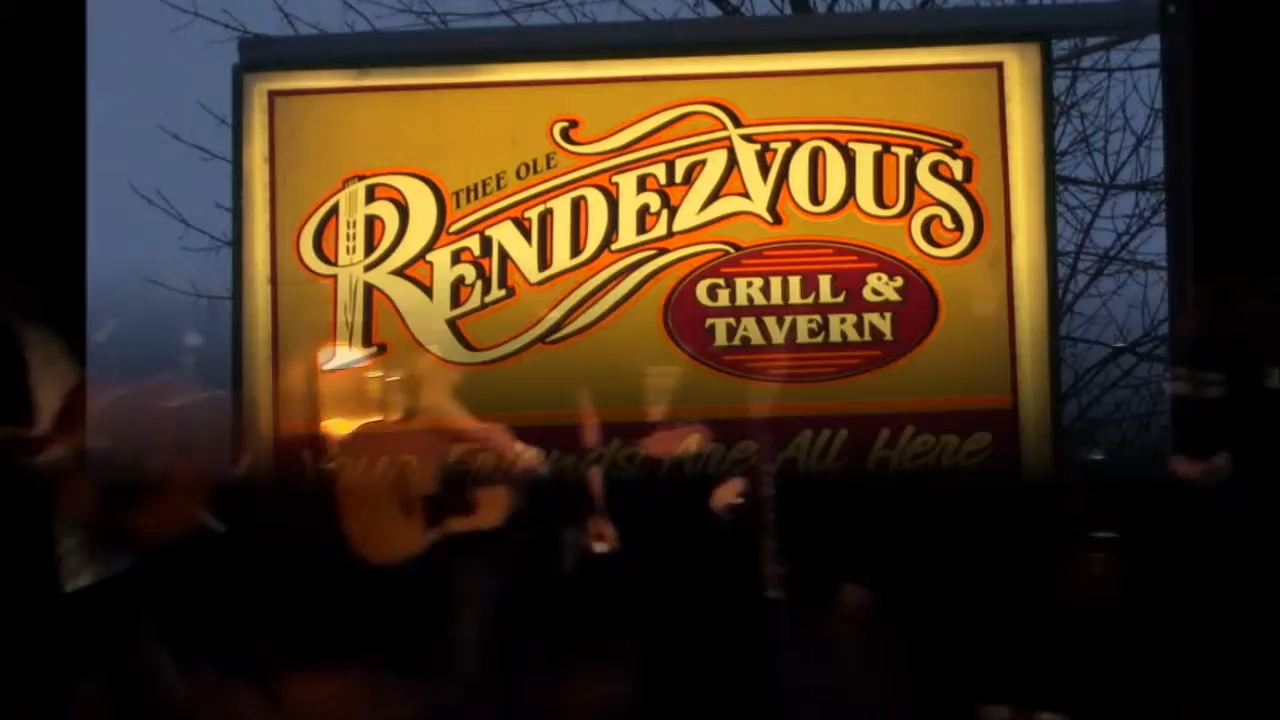 THEE OLE
RENDEZVOUS
GRILL &
TAVERN
Your Friends Are All Here